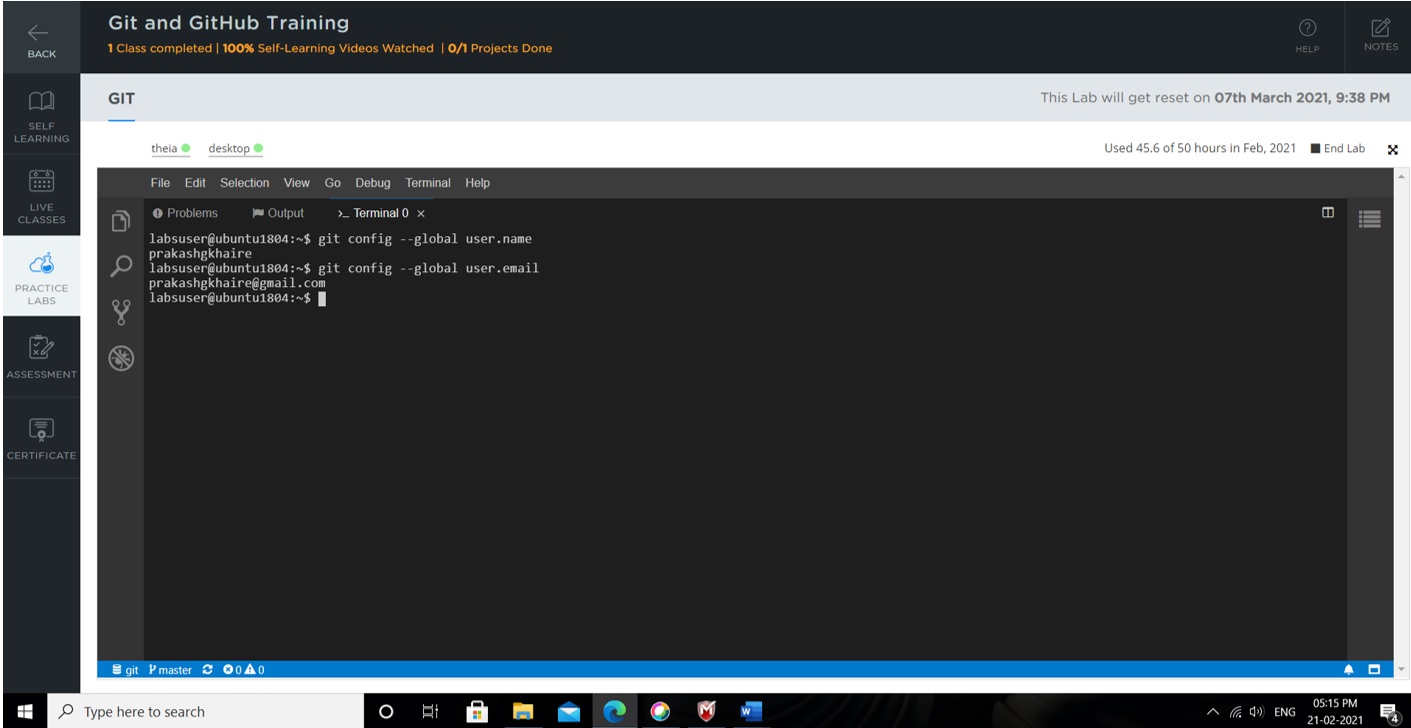 BACK
Git and GitHub Training
1 Class completed | 100% Self-Learning Videos Watched | 0/1 Projects Done
HELP
NOTES
SELF
LEARNING
LIVE
CLASSES
PRACTICE
LABS
ASSESSMENT
CERTIFICATE
GIT
This Lab will get reset on 07th March 2021, 9:38 PM
theia desktop
Used 45.6 of 50 hours in Feb, 2021 End Lab
File Edit Selection View Go Debug Terminal Help
Problems Output >_ Terminal 0 ×
labsuser@ubuntu1804:~$ git config --global user.name
prakashgkhaire
labsuser@ubuntu1804:~$ git config --global user.email
prakashgkhaire@gmail.com
labsuser@ubuntu1804:~$
git master 0 0
Type here to search
ENG
05:15 PM
21-02-2021
4